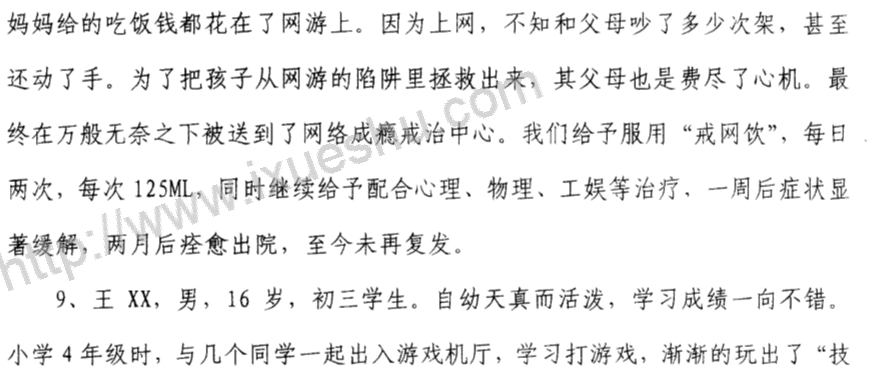 妈妈给的吃饭钱都花在了网游上。因为上网，不知和父母吵了多少次架，甚至
还动了手。为了把孩子从网游的陷阱里拯救出来，其父母也是费尽了心机。最
终在万般无奈之下被送到了网络成瘾戒治中心。我们给予服用“戒网饮”，每日
两次，每次 125ML，同时继续给予配合心理、物理、工娱等治疗，一周后症状显
著缓解，两月后痊愈出院，至今未再复发。
9、王 XX，男，16 岁，初三学生。自幼天真而活泼，学习成绩一向不错。
小学 4 年级时，与几个同学一起出入游戏机厅，学习打游戏，渐渐的玩出了“技
http://www.ixueshu.com